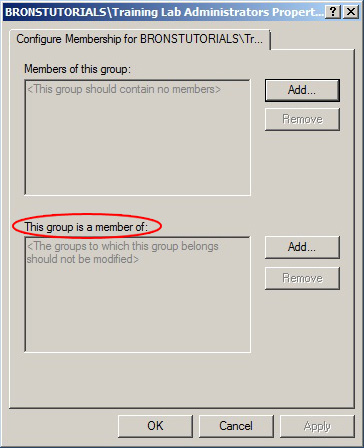 BRONSTUTORIALS\Training Lab Administrators Propert...
Configure Membership for BRONSTUTORIALS\Tr...
Members of this group:
<This group should contain no members>
Add...
Remove
This group is a member of:
<The groups to which this group belongs
should not be modified>
Add...
Remove
OK
Cancel
Apply